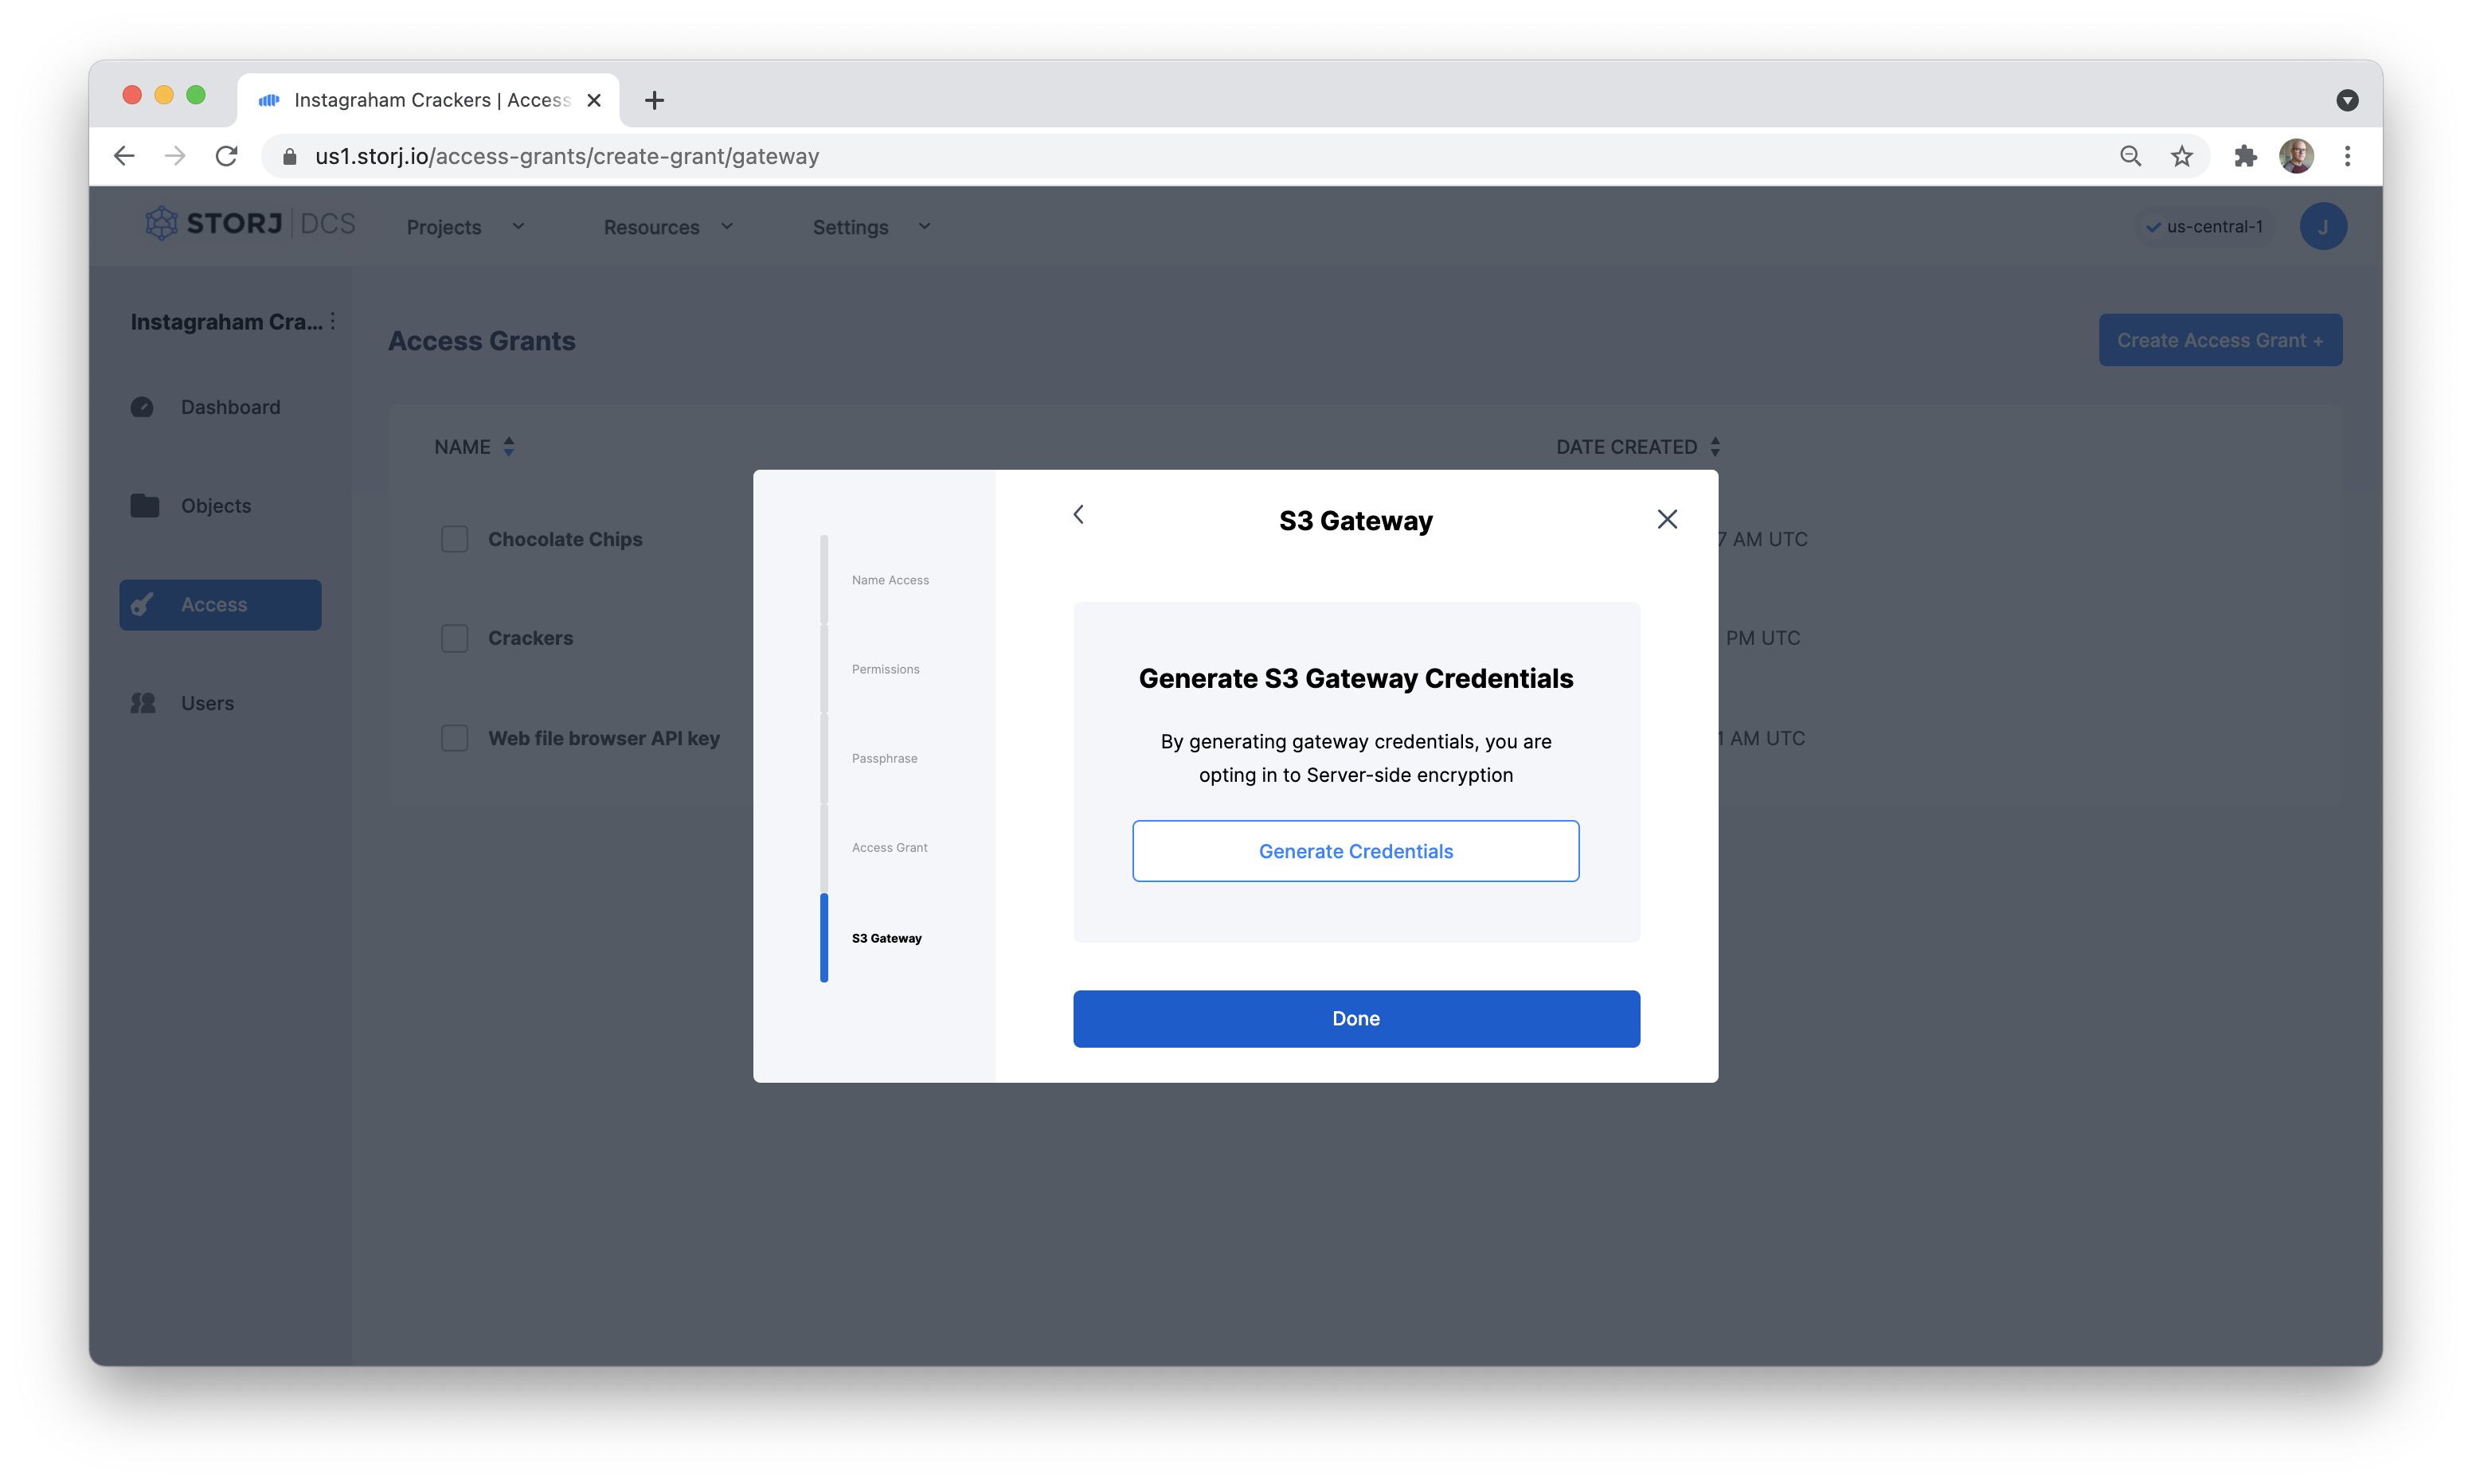 Instagraham Crackers | Access
us1.storj.io/access-grants/create-grant/gateway
STORJ DCS
Projects
Resources
Settings
us-central-1
J
Instagraham Cra...
Dashboard
Objects
Access
Users
Access Grants
Create Access Grant +
NAME
DATE CREATED
Chocolate Chips
7 AM UTC
Crackers
PM UTC
Web file browser API key
1 AM UTC
Name Access
Permissions
Passphrase
Access Grant
S3 Gateway
S3 Gateway
Generate S3 Gateway Credentials
By generating gateway credentials, you are
opting in to Server-side encryption
Generate Credentials
Done